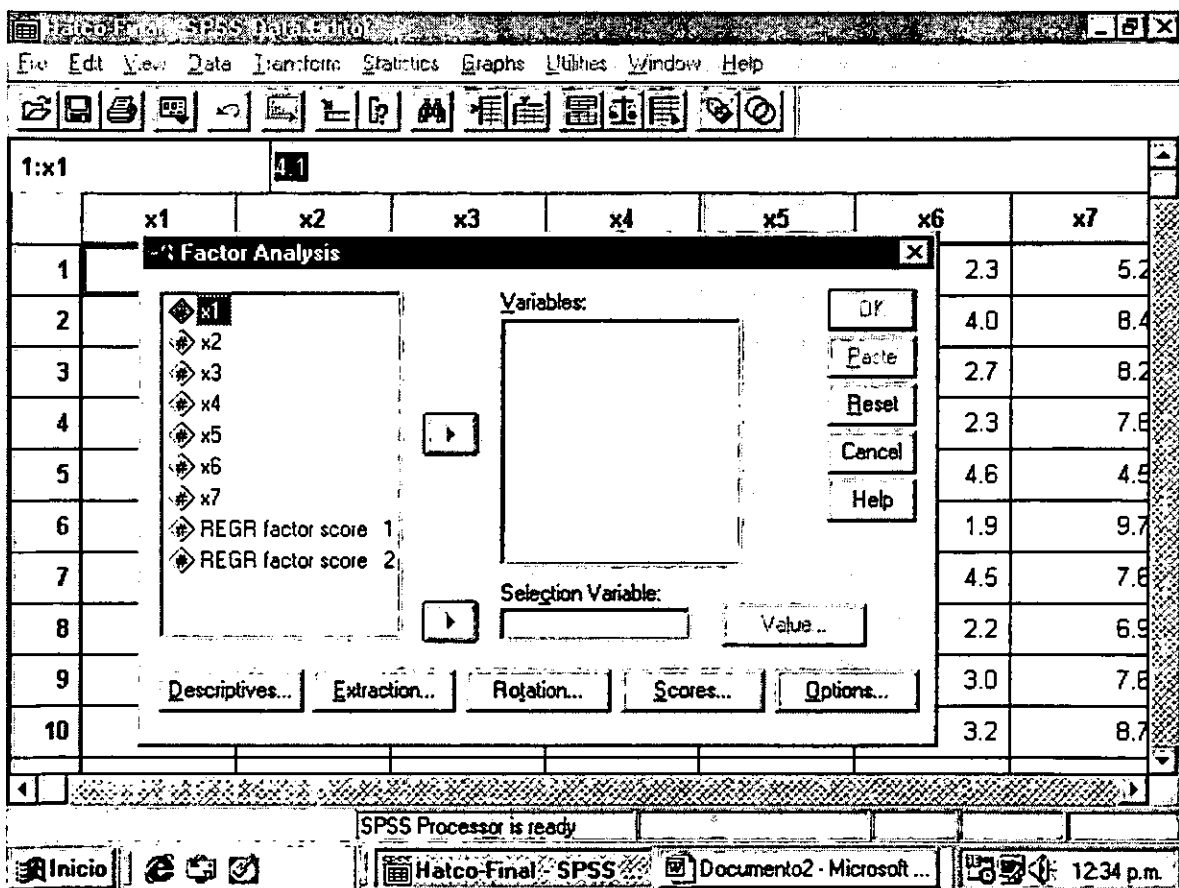 Hatco-Final - SPSS Data Editor
File Edit View Data Transform Statistics Graphs Utilities Window Help
1:x1 4.1
x1 x2 x3 x4 x5 x6 x7
Factor Analysis
1 2.3 5.2
2 4.0 8.4
3 2.7 8.2
4 2.3 7.8
5 4.6 4.5
6 1.9 9.7
7 4.5 7.6
8 2.2 6.9
9 3.0 7.6
10 3.2 8.7
x1
x2
x3
x4
x5
x6
x7
REGR factor score 1
REGR factor score 2
Variables:
OK
Paste
Reset
Cancel
Help
Selection Variable:
Value...
Descriptives... Extraction... Rotation... Scores... Options...
SPSS Processor is ready
Inicio Hatco-Final - SPSS Documento2 - Microsoft ... 12:34 p.m.